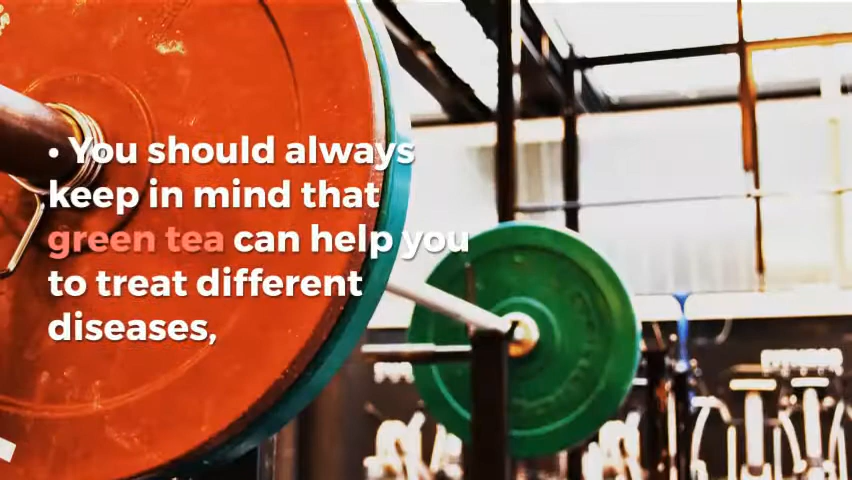 • You should always
keep in mind that
green tea can help you
to treat different
diseases,